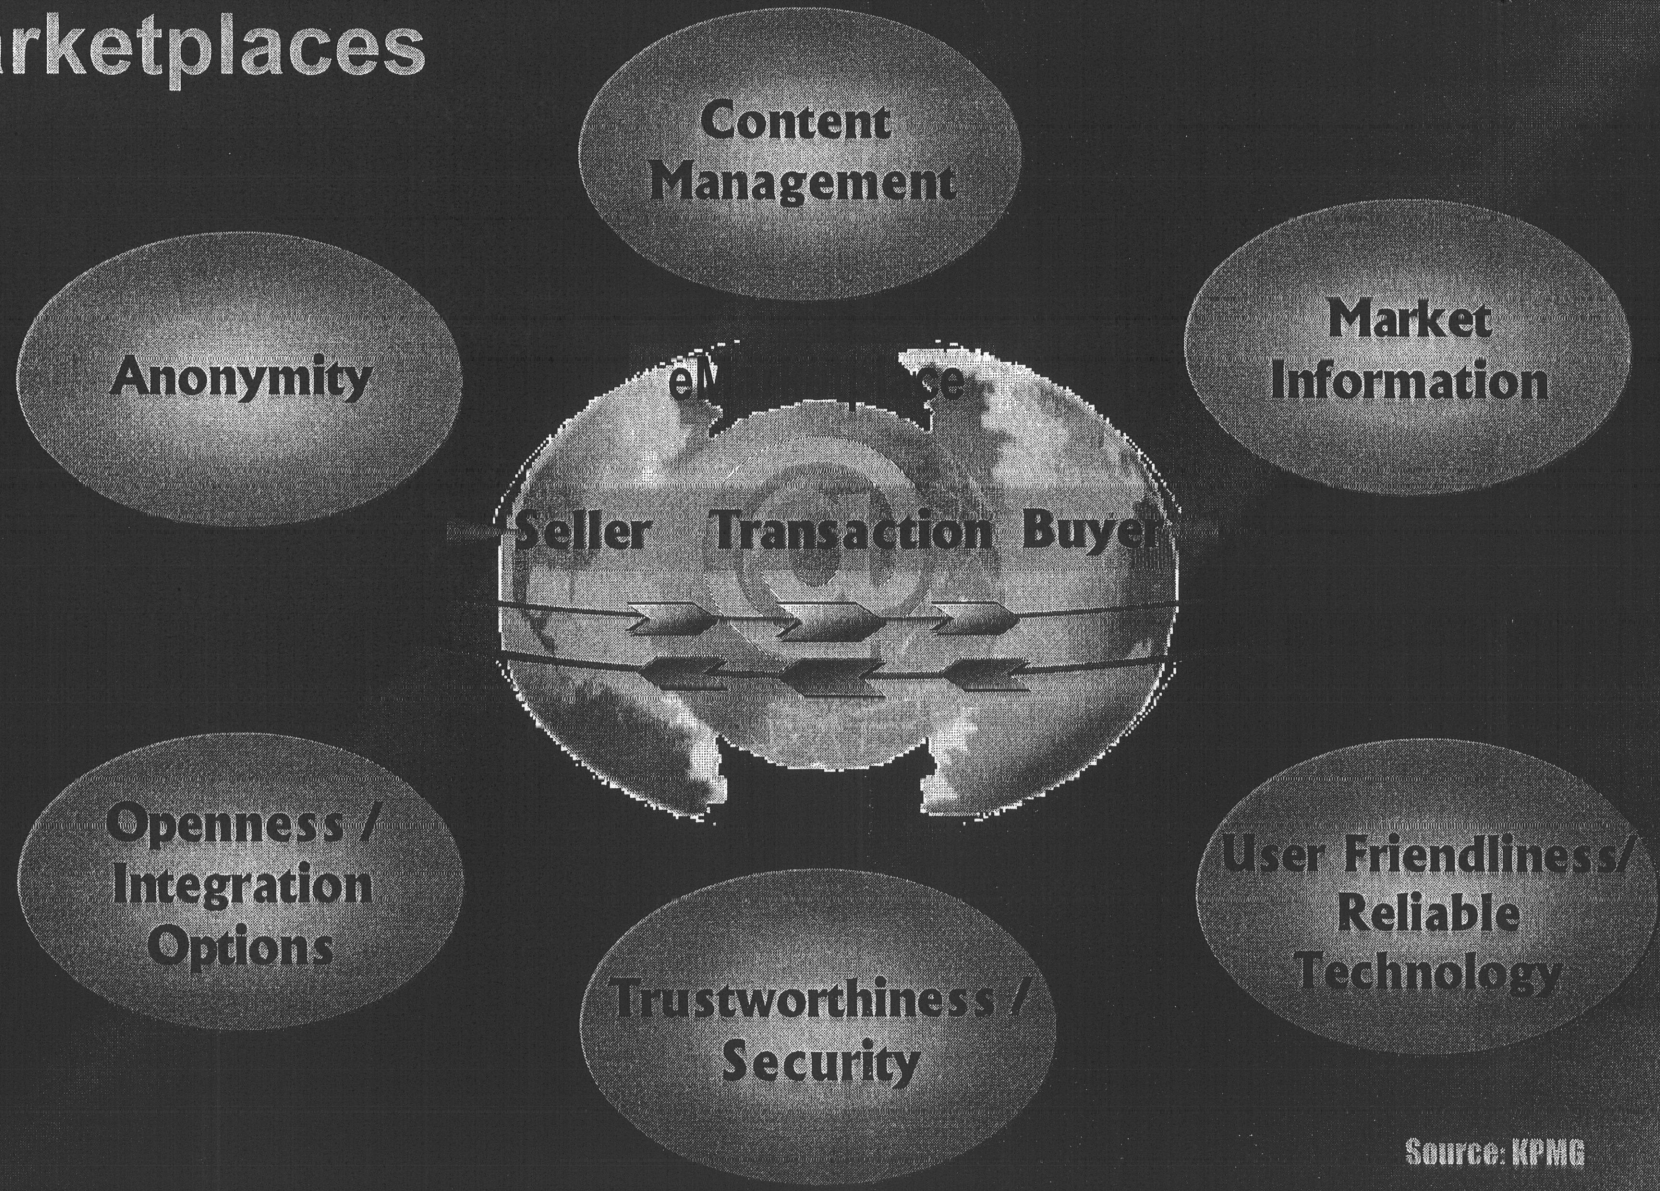 arketplaces
Content
Management
Market
Information
Anonymity
Seller Transaction Buyer
Openness /
Integration
Options
User Friendliness/
Reliable
Technology
Trustworthiness /
Security
Source: KPMG